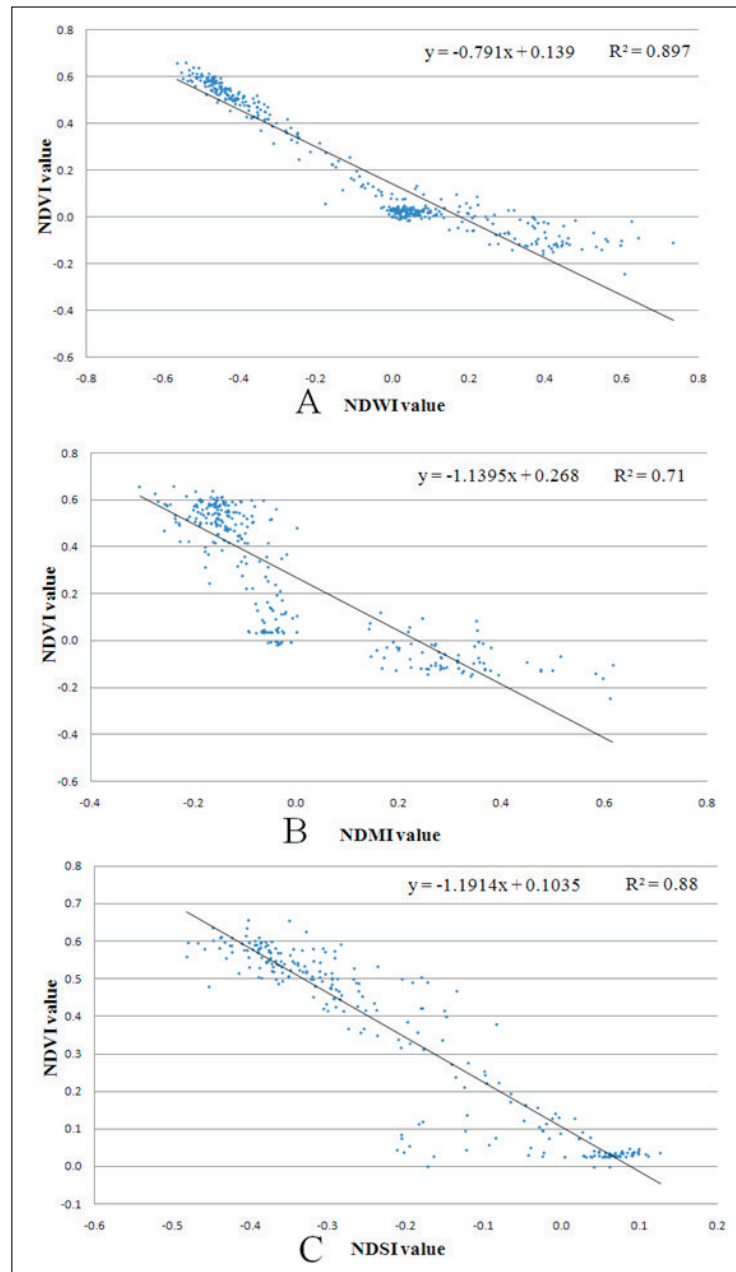 y = -0.791x + 0.139 R² = 0.897
0.8
0.6
0.4
0.2
0.0
-0.2
-0.4
-0.6
NDVI value
-0.8 -0.6 -0.4 -0.2 0.0 0.2 0.4 0.6 0.8
A NDWI value
y = -1.1395x + 0.268 R² = 0.71
0.8
0.6
0.4
0.2
0.0
-0.2
-0.4
-0.6
NDVI value
-0.4 -0.2 0.0 0.2 0.4 0.6 0.8
B NDMI value
y = -1.1914x + 0.1035 R² = 0.88
0.8
0.7
0.6
0.5
0.4
0.3
0.2
0.1
0.0
-0.1
NDVI value
-0.6 -0.5 -0.4 -0.3 -0.2 -0.1 0.0 0.1 0.2
C NDSI value